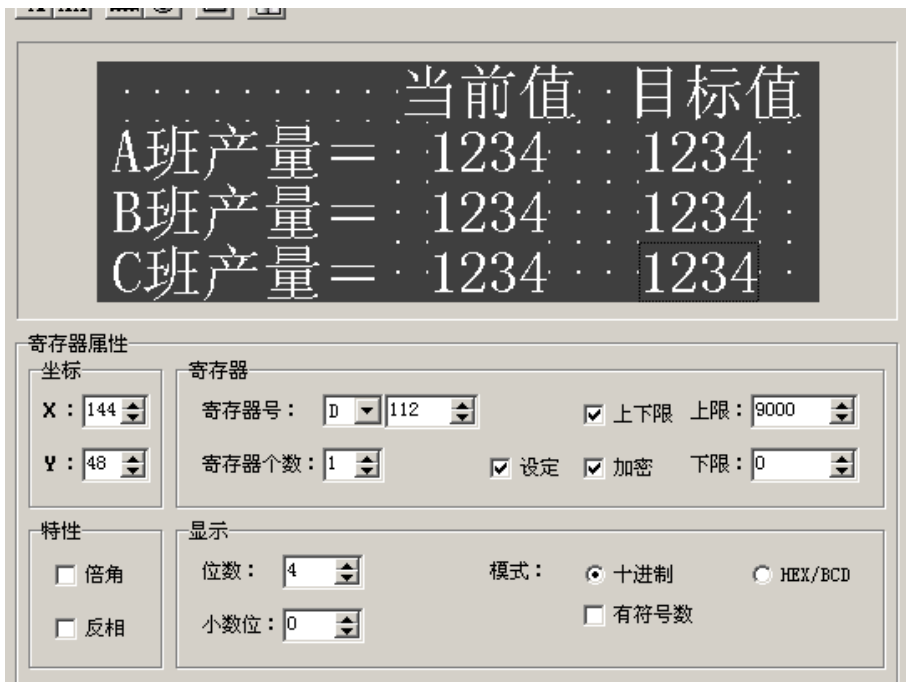 当前值 目标值
A班产量＝ 1234 1234
B班产量＝ 1234 1234
C班产量＝ 1234 1234
寄存器属性
坐标
X： 144
Y： 48
寄存器
寄存器号： D 112 上下限 上限： 9000
寄存器个数： 1 设定 加密 下限： 0
特性
倍角
反相
显示
位数： 4 模式： 十进制 HEX/BCD
小数位： 0 有符号数